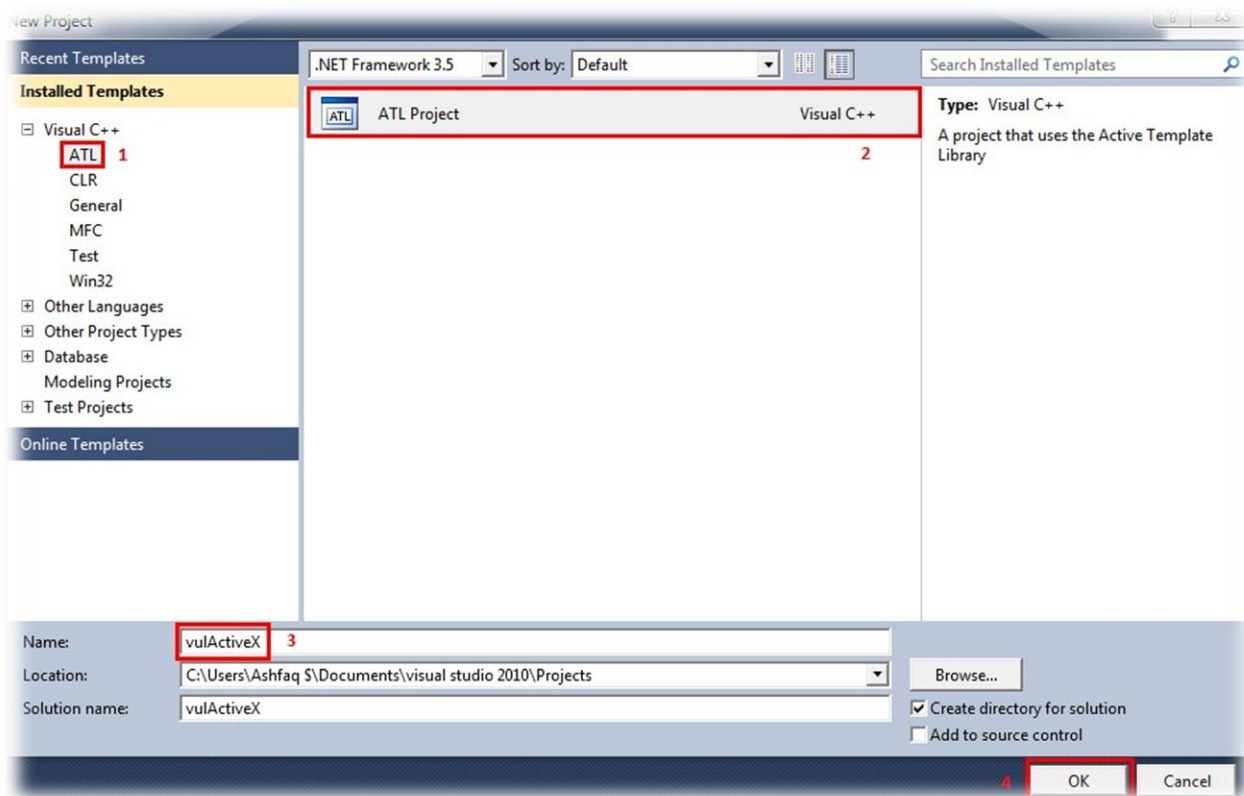 New Project
Recent Templates
Installed Templates
Visual C++
ATL 1
CLR
General
MFC
Test
Win32
Other Languages
Other Project Types
Database
Modeling Projects
Test Projects
Online Templates
.NET Framework 3.5 Sort by: Default
ATL ATL Project Visual C++
2
Search Installed Templates
Type: Visual C++
A project that uses the Active Template
Library
Name: vulActiveX 3
Location: C:\Users\Ashfaq S\Documents\visual studio 2010\Projects Browse...
Solution name: vulActiveX
Create directory for solution
Add to source control
4 OK Cancel